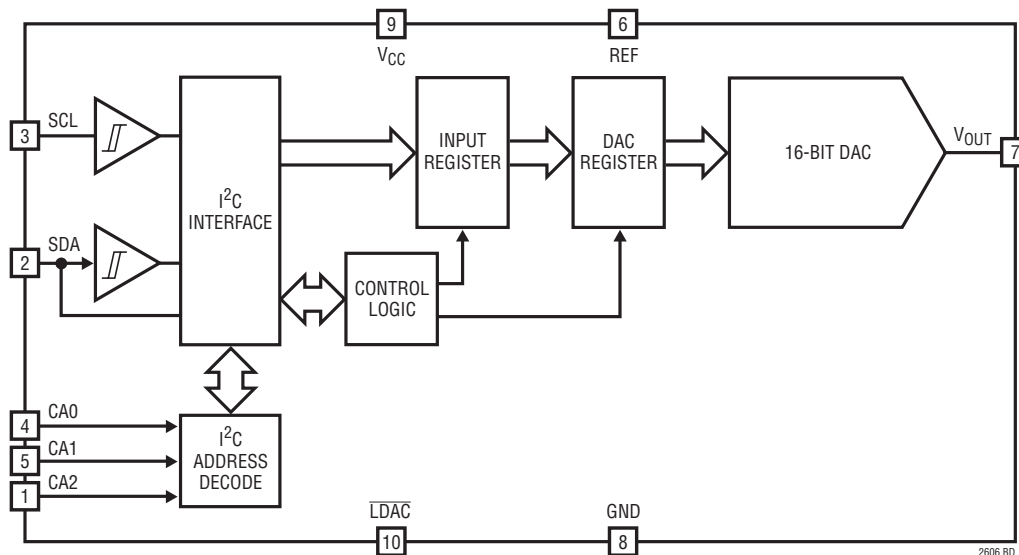 9
6
VCC
REF
3
SCL
I2C
INTERFACE
INPUT
REGISTER
DAC
REGISTER
16-BIT DAC
VOUT
7
2
SDA
CONTROL
LOGIC
4
CA0
5
CA1
1
CA2
I2C
ADDRESS
DECODE
LDAC
GND
10
8
2606 BD